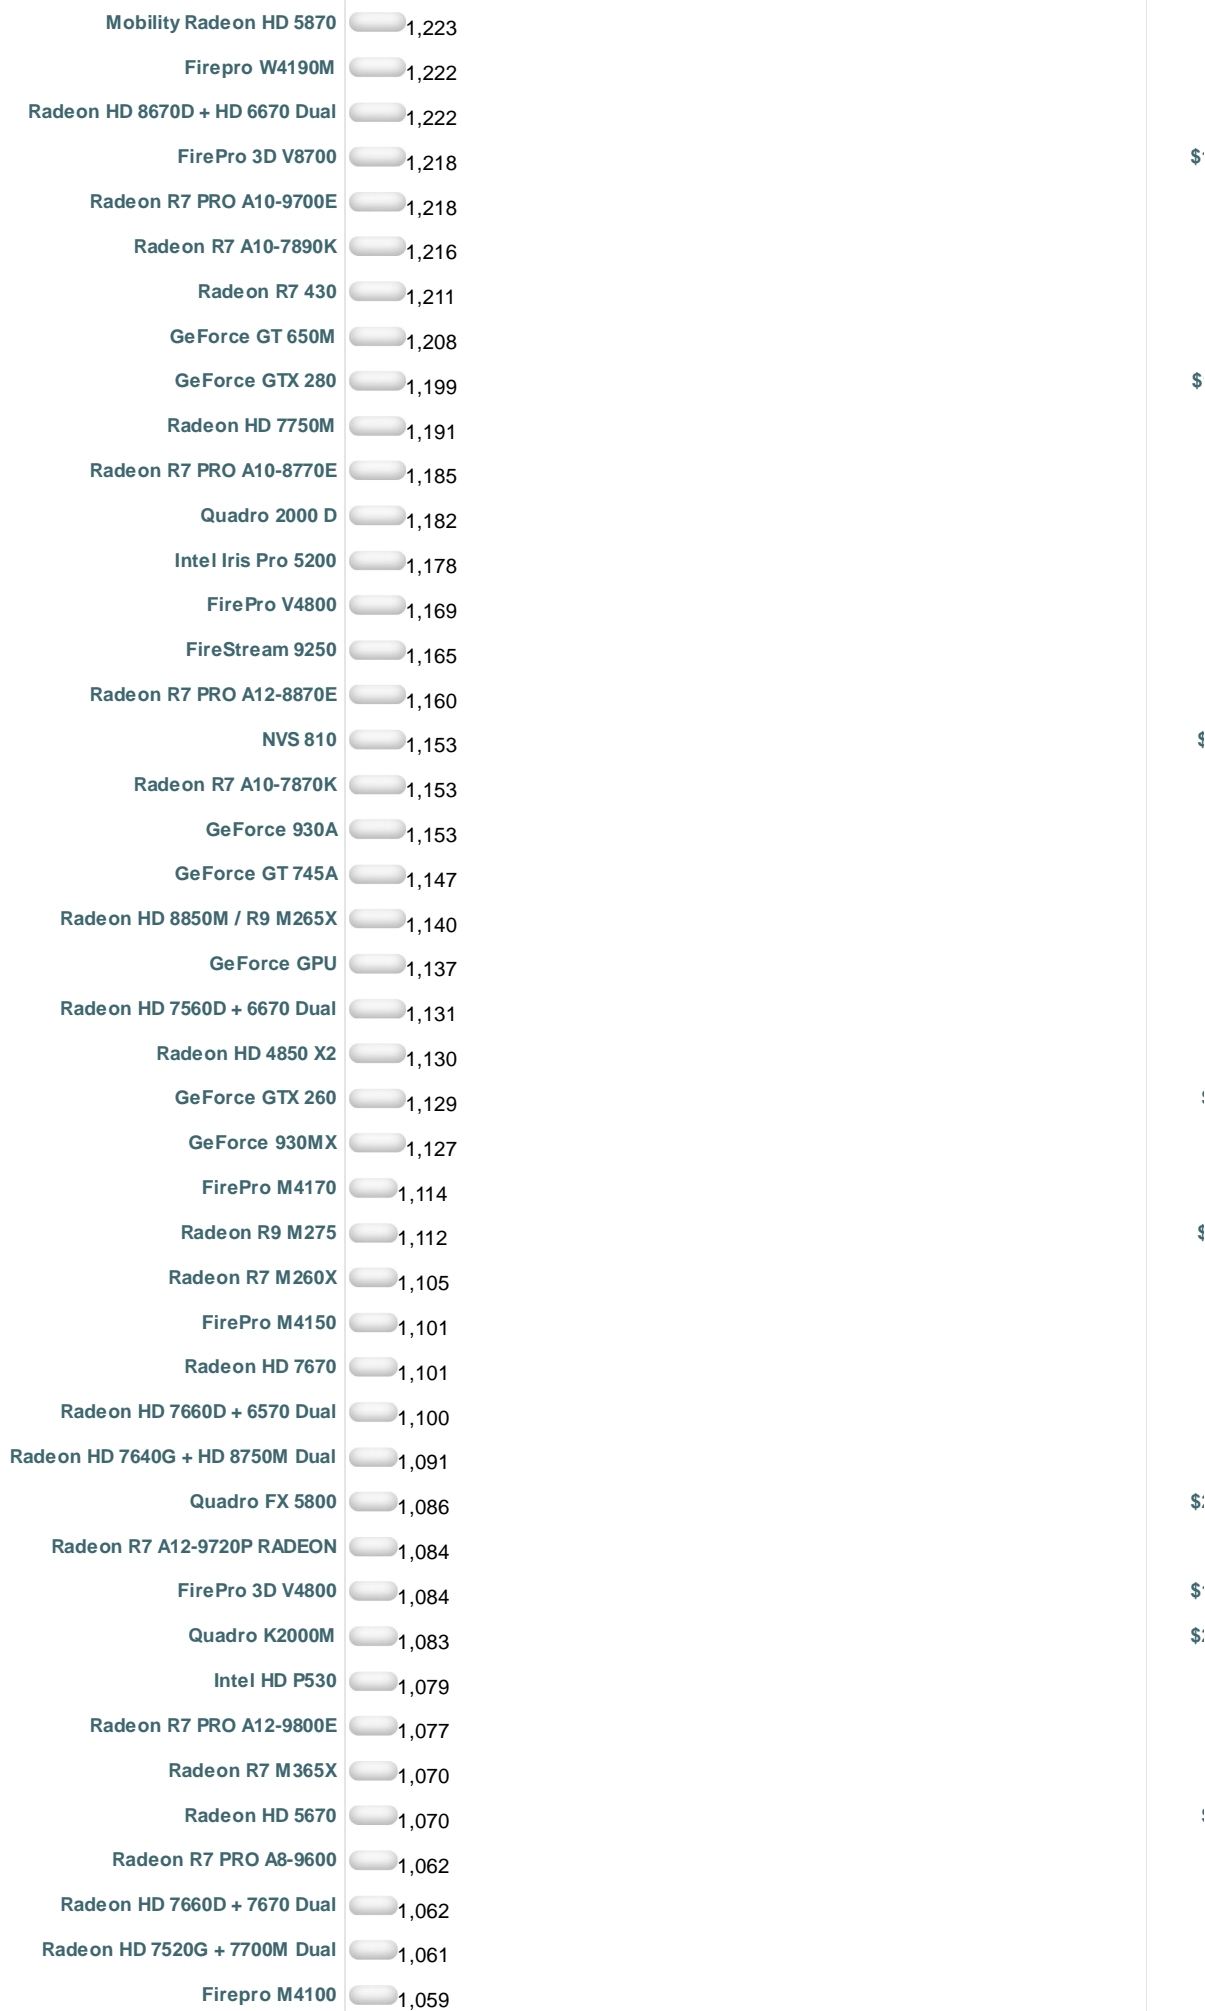 Mobility Radeon HD 5870 1,223
Firepro W4190M 1,222
Radeon HD 8670D + HD 6670 Dual 1,222
FirePro 3D V8700 1,218
Radeon R7 PRO A10-9700E 1,218
Radeon R7 A10-7890K 1,216
Radeon R7 430 1,211
GeForce GT 650M 1,208
GeForce GTX 280 1,199 $
Radeon HD 7750M 1,191
Radeon R7 PRO A10-8770E 1,185
Quadro 2000 D 1,182
Intel Iris Pro 5200 1,178
FirePro V4800 1,169
FireStream 9250 1,165
Radeon R7 PRO A12-8870E 1,160
NVS 810 1,153
Radeon R7 A10-7870K 1,153
GeForce 930A 1,153
GeForce GT 745A 1,147
Radeon HD 8850M / R9 M265X 1,140
GeForce GPU 1,137
Radeon HD 7560D + 6670 Dual 1,131
Radeon HD 4850 X2 1,130
GeForce GTX 260 1,129
GeForce 930MX 1,127
FirePro M4170 1,114
Radeon R9 M275 1,112
Radeon R7 M260X 1,105
FirePro M4150 1,101
Radeon HD 7670 1,101
Radeon HD 7660D + 6570 Dual 1,100
Radeon HD 7640G + HD 8750M Dual 1,091
Quadro FX 5800 1,086
Radeon R7 A12-9720P RADEON 1,084
FirePro 3D V4800 1,084
Quadro K2000M 1,083
Intel HD P530 1,079
Radeon R7 PRO A12-9800E 1,077
Radeon R7 M365X 1,070
Radeon HD 5670 1,070
Radeon R7 PRO A8-9600 1,062
Radeon HD 7660D + 7670 Dual 1,062
Radeon HD 7520G + 7700M Dual 1,061
Firepro M4100 1,059